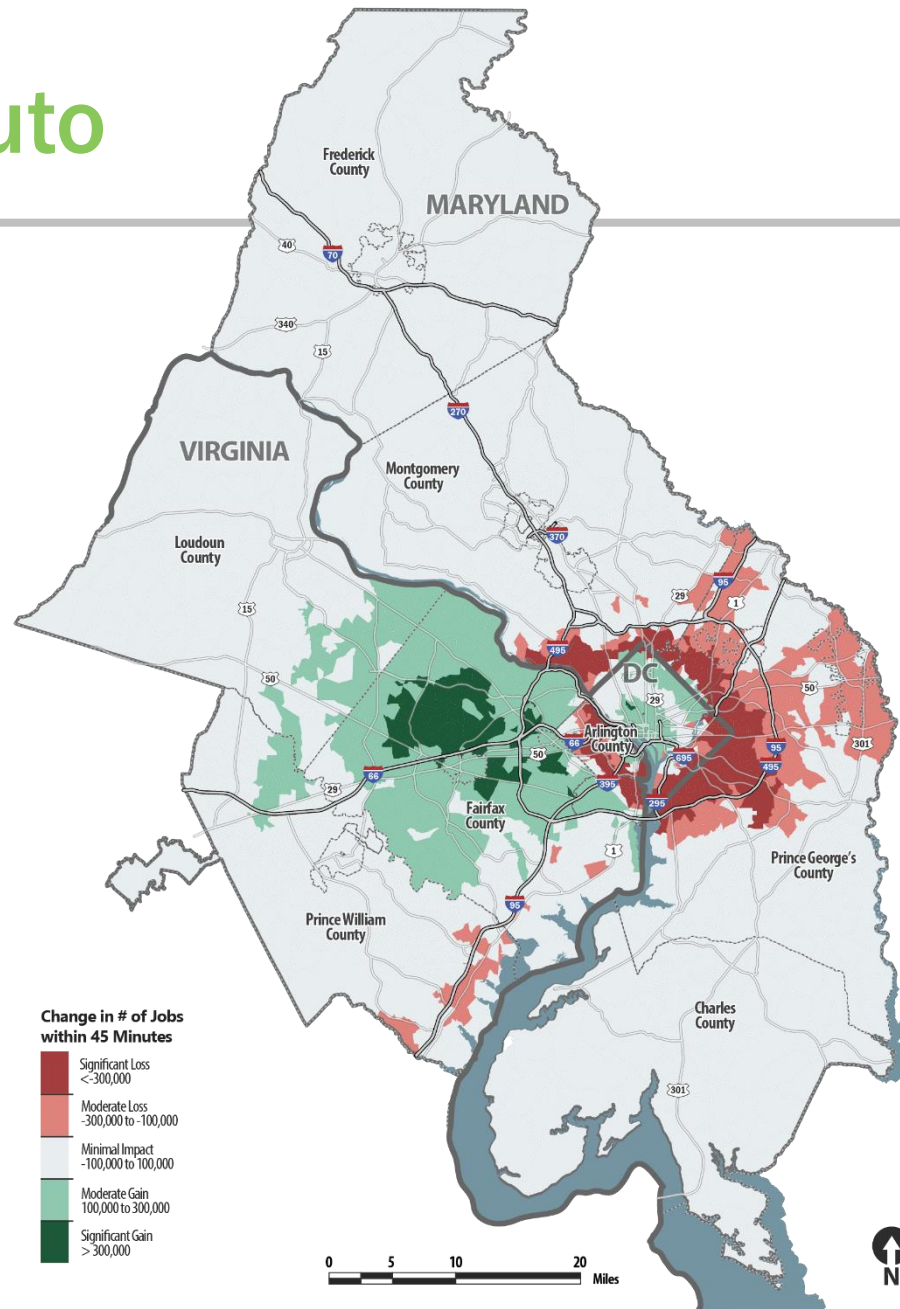 uto
Frederick
County
MARYLAND
40
70
340
15
270
VIRGINIA
Montgomery
County
370
Loudoun
County
95
29
1
15
495
DC
50
50
29
Arlington
County
301
66
50
95
695
495
66
395
29
295
Fairfax
County
1
Prince George's
County
95
Prince William
County
Charles
County
Change in # of Jobs
within 45 Minutes
Significant Loss
<-300,000
301
Moderate Loss
-300,000 to -100,000
Minimal Impact
-100,000 to 100,000
Moderate Gain
100,000 to 300,000
Significant Gain
> 300,000
0 5 10 20
Miles
N